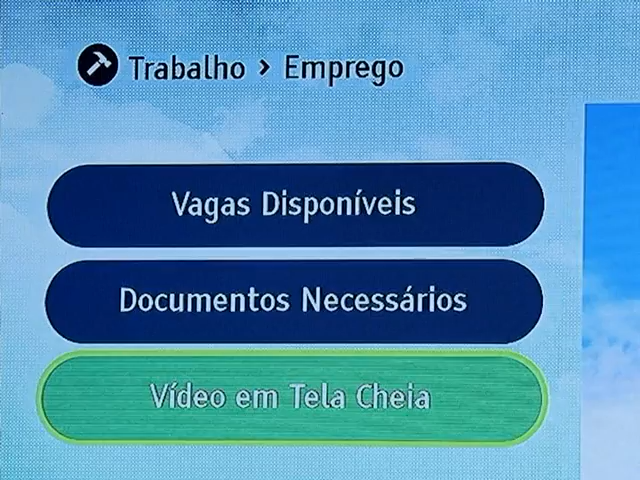 Trabalho > Emprego
Vagas Disponíveis
Documentos Necessários
Vídeo em Tela Cheia